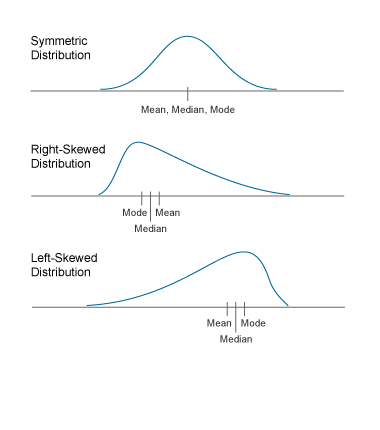 Symmetric
Distribution
Mean, Median, Mode
Right-Skewed
Distribution
Mode Mean
Median
Left-Skewed
Distribution
Mean Mode
Median